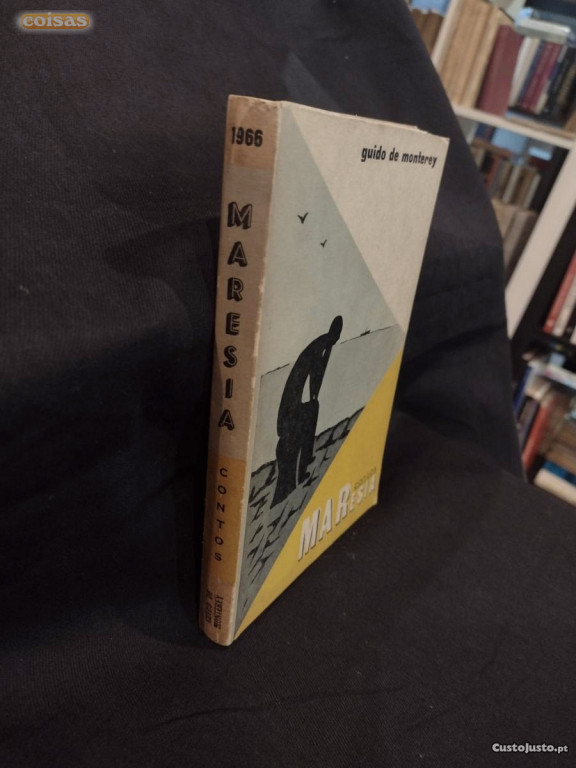 coisas
1966
MARESIA
CONTOS
guido de monterey
MARESIA
CustoJusto.pt